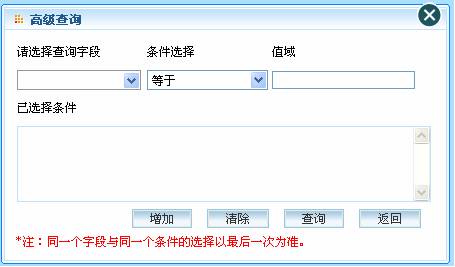 高级查询
请选择查询字段 条件选择 值域
等于
已选择条件
增加 清除 查询 返回
*注：同一个字段与同一个条件的选择以最后一次为准。